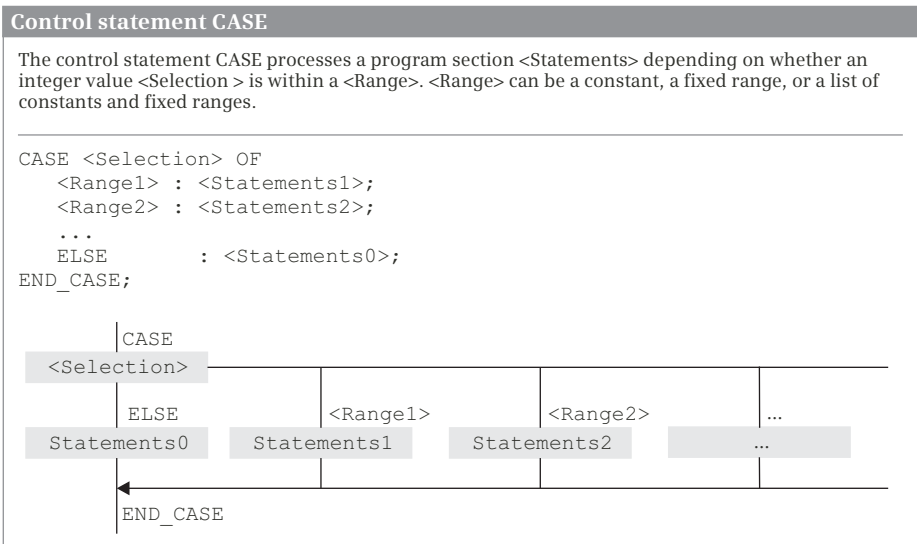 Control statement CASE
The control statement CASE processes a program section <Statements> depending on whether an
integer value <Selection > is within a <Range>. <Range> can be a constant, a fixed range, or a list of
constants and fixed ranges.
CASE <Selection> OF
<Range1> : <Statements1>;
<Range2> : <Statements2>;
...
ELSE : <Statements0>;
END_CASE;
CASE
<Selection>
ELSE <Range1> <Range2> ...
Statements0 Statements1 Statements2 ...
END_CASE